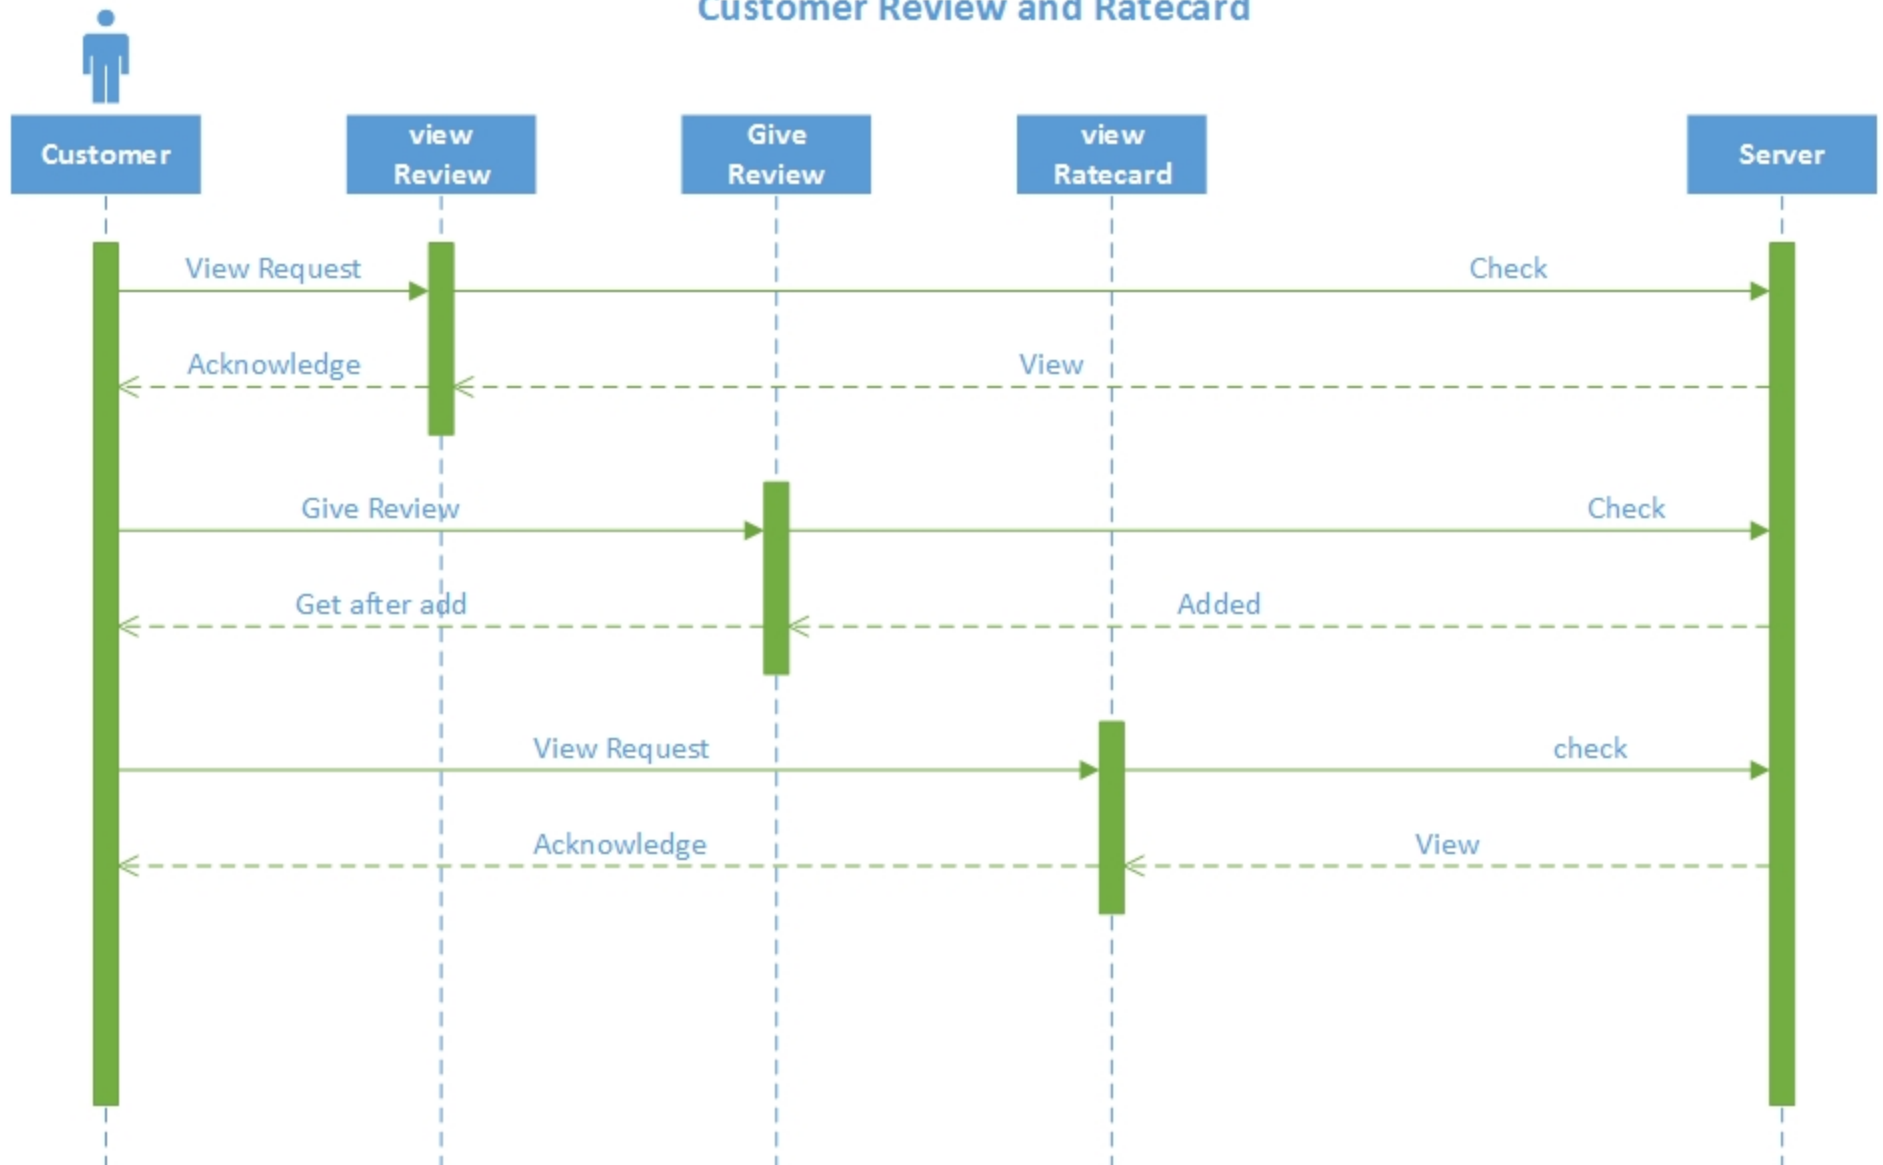 Customer Review and Ratecard
Customer
view
Review
Give
Review
view
Ratecard
Server
View Request
Check
Acknowledge
View
Give Review
Check
Get after add
Added
View Request
check
Acknowledge
View